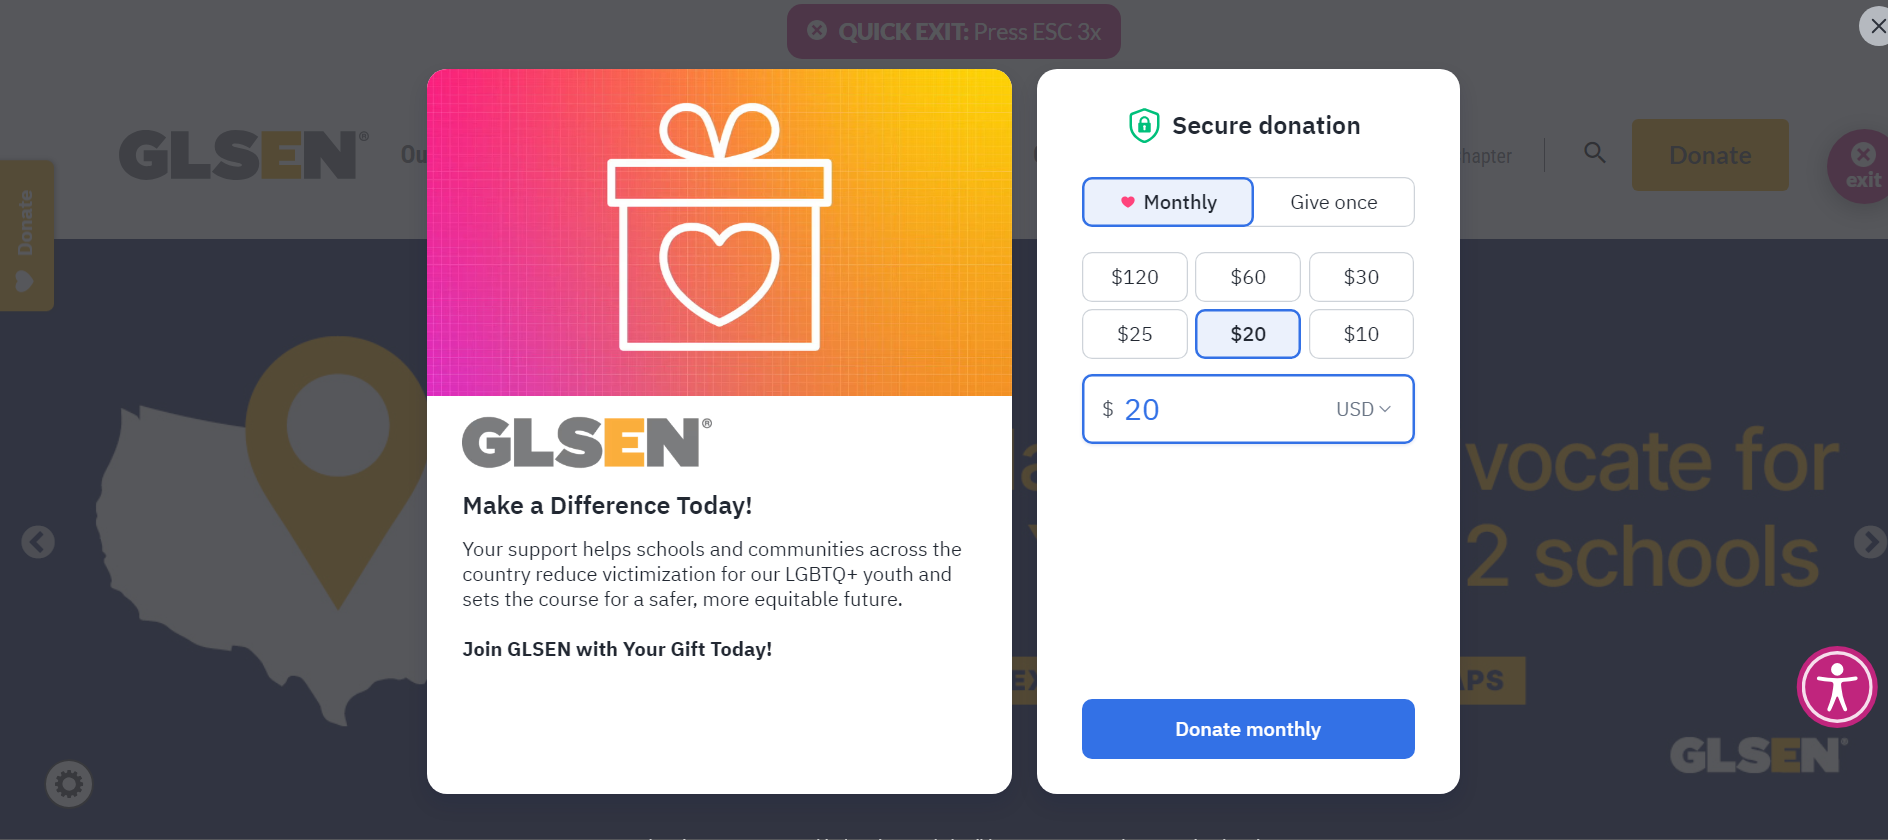 QUICK EXIT: Press ESC 3x
GLSEN®
hapter
Donate
exit
Donate
Secure donation
Monthly
Give once
$120
$60
$30
$25
$20
$10
$ 20
USD
Donate monthly
GLSEN®
Make a Difference Today!
Your support helps schools and communities across the
country reduce victimization for our LGBTQ+ youth and
sets the course for a safer, more equitable future.
Join GLSEN with Your Gift Today!
vocate for
2 schools
GLSEN®